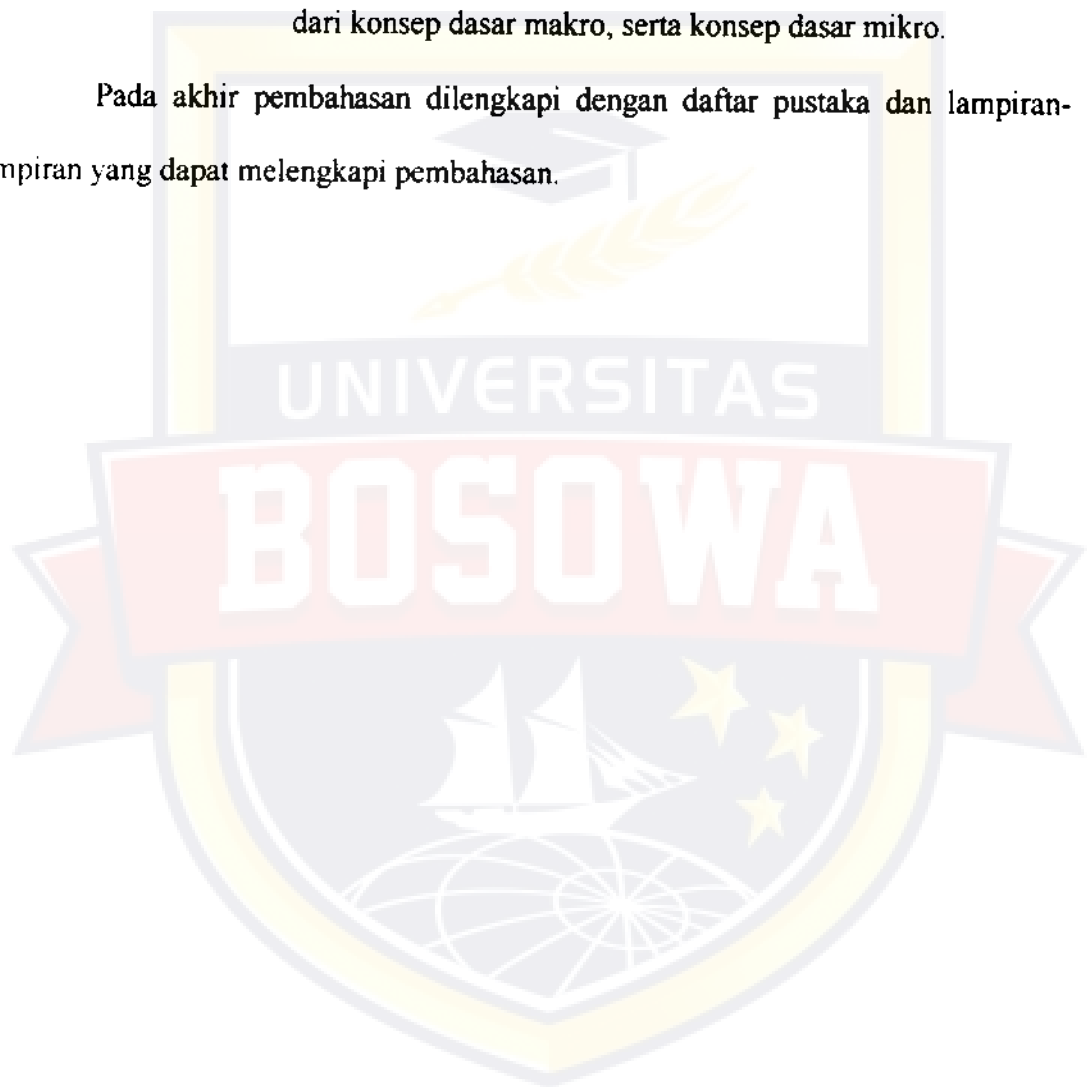 dari konsep dasar makro, serta konsep dasar mikro.
Pada akhir pembahasan dilengkapi dengan daftar pustaka dan lampiran-
mpiran yang dapat melengkapi pembahasan.
UNIVERSITAS
BOSOWA